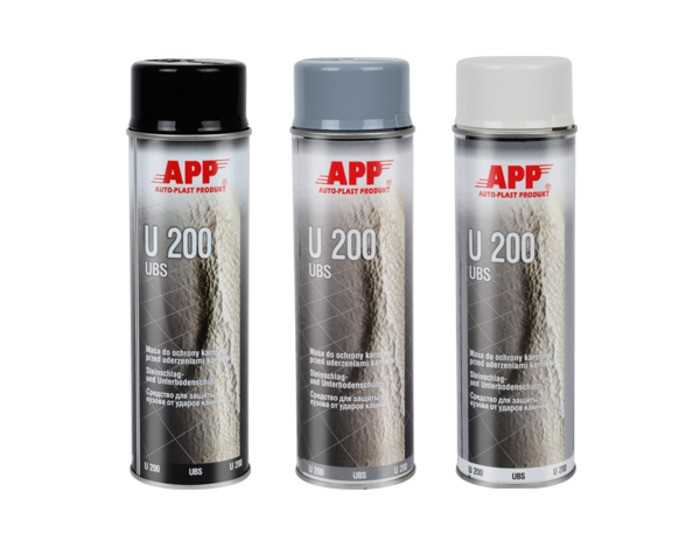 APP
AUTO-PLAST PRODUKT®
U 200
UBS
Masa do ochrony
przed uderzeniami
Steinschlag-
und
Средство для защиты
кузова от ударов
U 200 UBS U 200
APP
AUTO-PLAST PRODUKT®
U 200
UBS
Masa do ochrony
przed uderzeniami
Steinschlag-
und
Средство для защиты
кузова от ударов
U 200 UBS U 200
APP
AUTO-PLAST PRODUKT®
U 200
UBS
Masa do ochrony
przed uderzeniami
Steinschlag-
und
Средство для защиты
кузова от ударов
U 200 UBS U 200